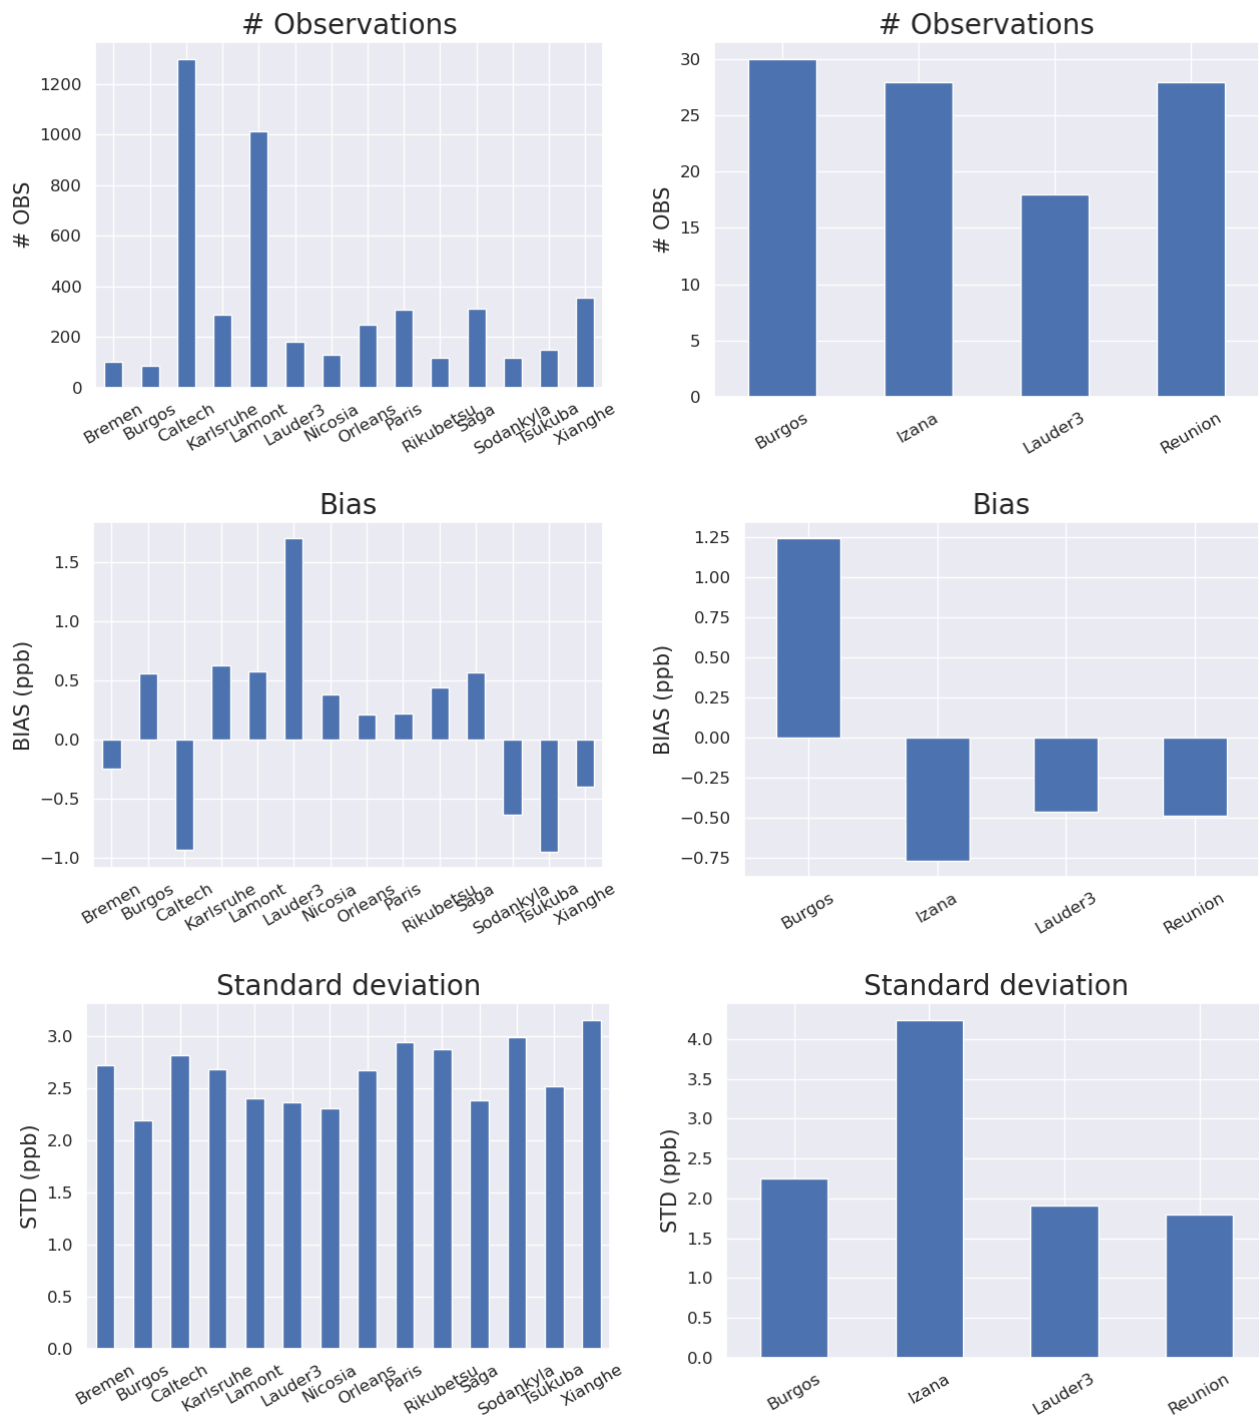 # Observations
# OBS
1200
1000
800
600
400
200
0
Bremen
Burgos
Caltech
Karlsruhe
Lamont
Lauder3
Nicosia
Orleans
Paris
Rikubetsu
Saga
Sodankyla
Tsukuba
Xianghe
# Observations
# OBS
30
25
20
15
10
5
0
Burgos
Izana
Lauder3
Reunion
Bias
BIAS (ppb)
1.5
1.0
0.5
0.0
−0.5
−1.0
Bremen
Burgos
Caltech
Karlsruhe
Lamont
Lauder3
Nicosia
Orleans
Paris
Rikubetsu
Saga
Sodankyla
Tsukuba
Xianghe
Bias
BIAS (ppb)
1.25
1.00
0.75
0.50
0.25
0.00
−0.25
−0.50
−0.75
Burgos
Izana
Lauder3
Reunion
Standard deviation
STD (ppb)
3.0
2.5
2.0
1.5
1.0
0.5
0.0
Bremen
Burgos
Caltech
Karlsruhe
Lamont
Lauder3
Nicosia
Orleans
Paris
Rikubetsu
Saga
Sodankyla
Tsukuba
Xianghe
Standard deviation
STD (ppb)
4.0
3.5
3.0
2.5
2.0
1.5
1.0
0.5
0.0
Burgos
Izana
Lauder3
Reunion